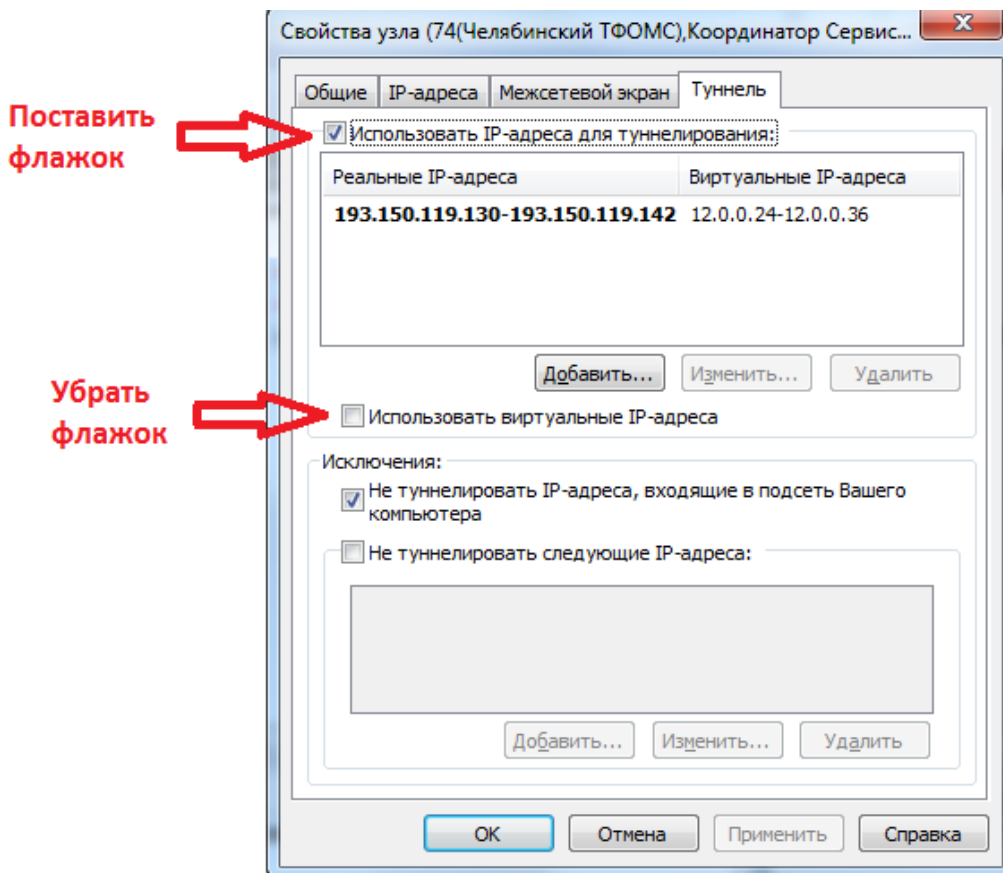 Свойства узла (74(Челябинский ТФОМС),Координатор Сервис...
Общие
IP-адреса
Межсетевой экран
Туннель
Поставить
флажок
Использовать IP-адреса для туннелирования:
Реальные IP-адреса
Виртуальные IP-адреса
193.150.119.130-193.150.119.142
12.0.0.24-12.0.0.36
Добавить...
Изменить...
Удалить
Убрать
флажок
Использовать виртуальные IP-адреса
Исключения:
Не туннелировать IP-адреса, входящие в подсеть Вашего
компьютера
Не туннелировать следующие IP-адреса:
Добавить...
Изменить...
Удалить
OK
Отмена
Применить
Справка